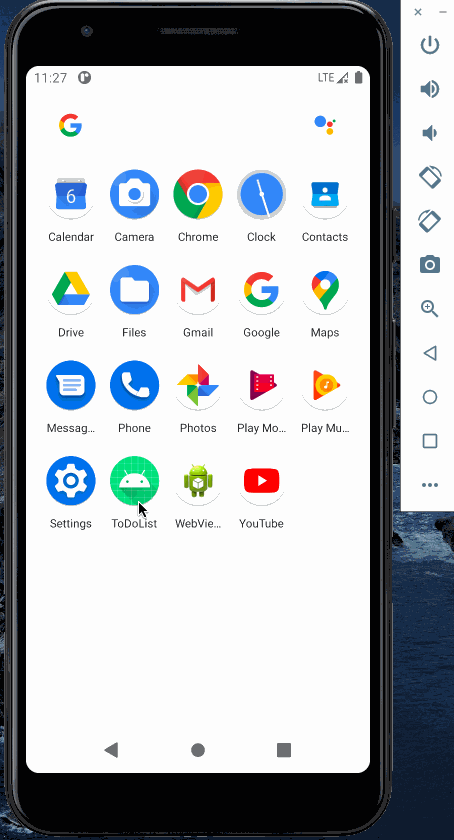 11:27 LTE
G
6
Calendar Camera Chrome Clock Contacts
G
Drive Files Gmail Google Maps
Messag... Phone Photos Play Mo... Play Mu...
Settings ToDoList WebVie... YouTube